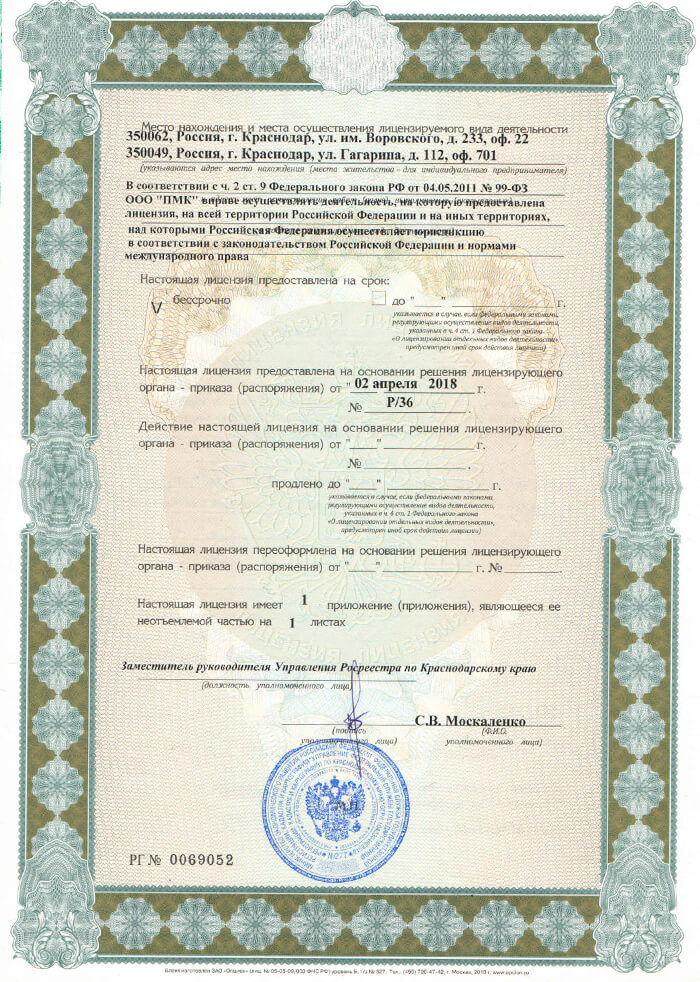 Место нахождения и места осуществления лицензируемого вида деятельности
350062, Россия, г. Краснодар, ул. им. Воровского, д. 233, оф. 22
350049, Россия, г. Краснодар, ул. Гагарина, д. 112, оф. 701
(указываются адрес места нахождения (места жительства - для индивидуального предпринимателя)
В соответствии с ч. 2 ст. 9 Федерального закона РФ от 04.05.2011 № 99-ФЗ
ООО "ПМК" вправе осуществлять деятельность, на которую предоставлена
лицензия, на всей территории Российской Федерации и на иных территориях,
над которыми Российская Федерация осуществляет юрисдикцию
в соответствии с законодательством Российской Федерации и нормами
международного права
Настоящая лицензия предоставлена на срок:
V бессрочно до "____" ______________ г.
указывается в случае, если федеральными законами,
регулирующими осуществление видов деятельности,
указанных в ч. 4 ст. 1 Федерального закона
«О лицензировании отдельных видов деятельности»,
предусмотрен иной срок действия лицензии)
Настоящая лицензия предоставлена на основании решения лицензирующего
органа - приказа (распоряжения) от "02 апреля 2018 г.
№ Р/36
Действие настоящей лицензия на основании решения лицензирующего
органа - приказа (распоряжения) от "____" ______________ г.
№ ______________.
продлено до "____" ______________ г.
указывается в случае, если федеральными законами,
регулирующими осуществление видов деятельности,
указанных в ч. 4 ст. 1 Федерального закона
«О лицензировании отдельных видов деятельности»,
предусмотрен иной срок действия лицензии)
Настоящая лицензия переоформлена на основании решения лицензирующего
органа - приказа (распоряжения) от "____" ______________ г. №________.
Настоящая лицензия имеет 1 приложение (приложения), являющееся ее
неотъемлемой частью на 1 листах
Заместитель руководителя Управления Росреестра по Краснодарскому краю
(должность уполномоченного лица)
С.В. Москаленко
(подпись (Ф.И.О.
уполномоченного лица) уполномоченного лица)
М.П.
РГ № 0069052